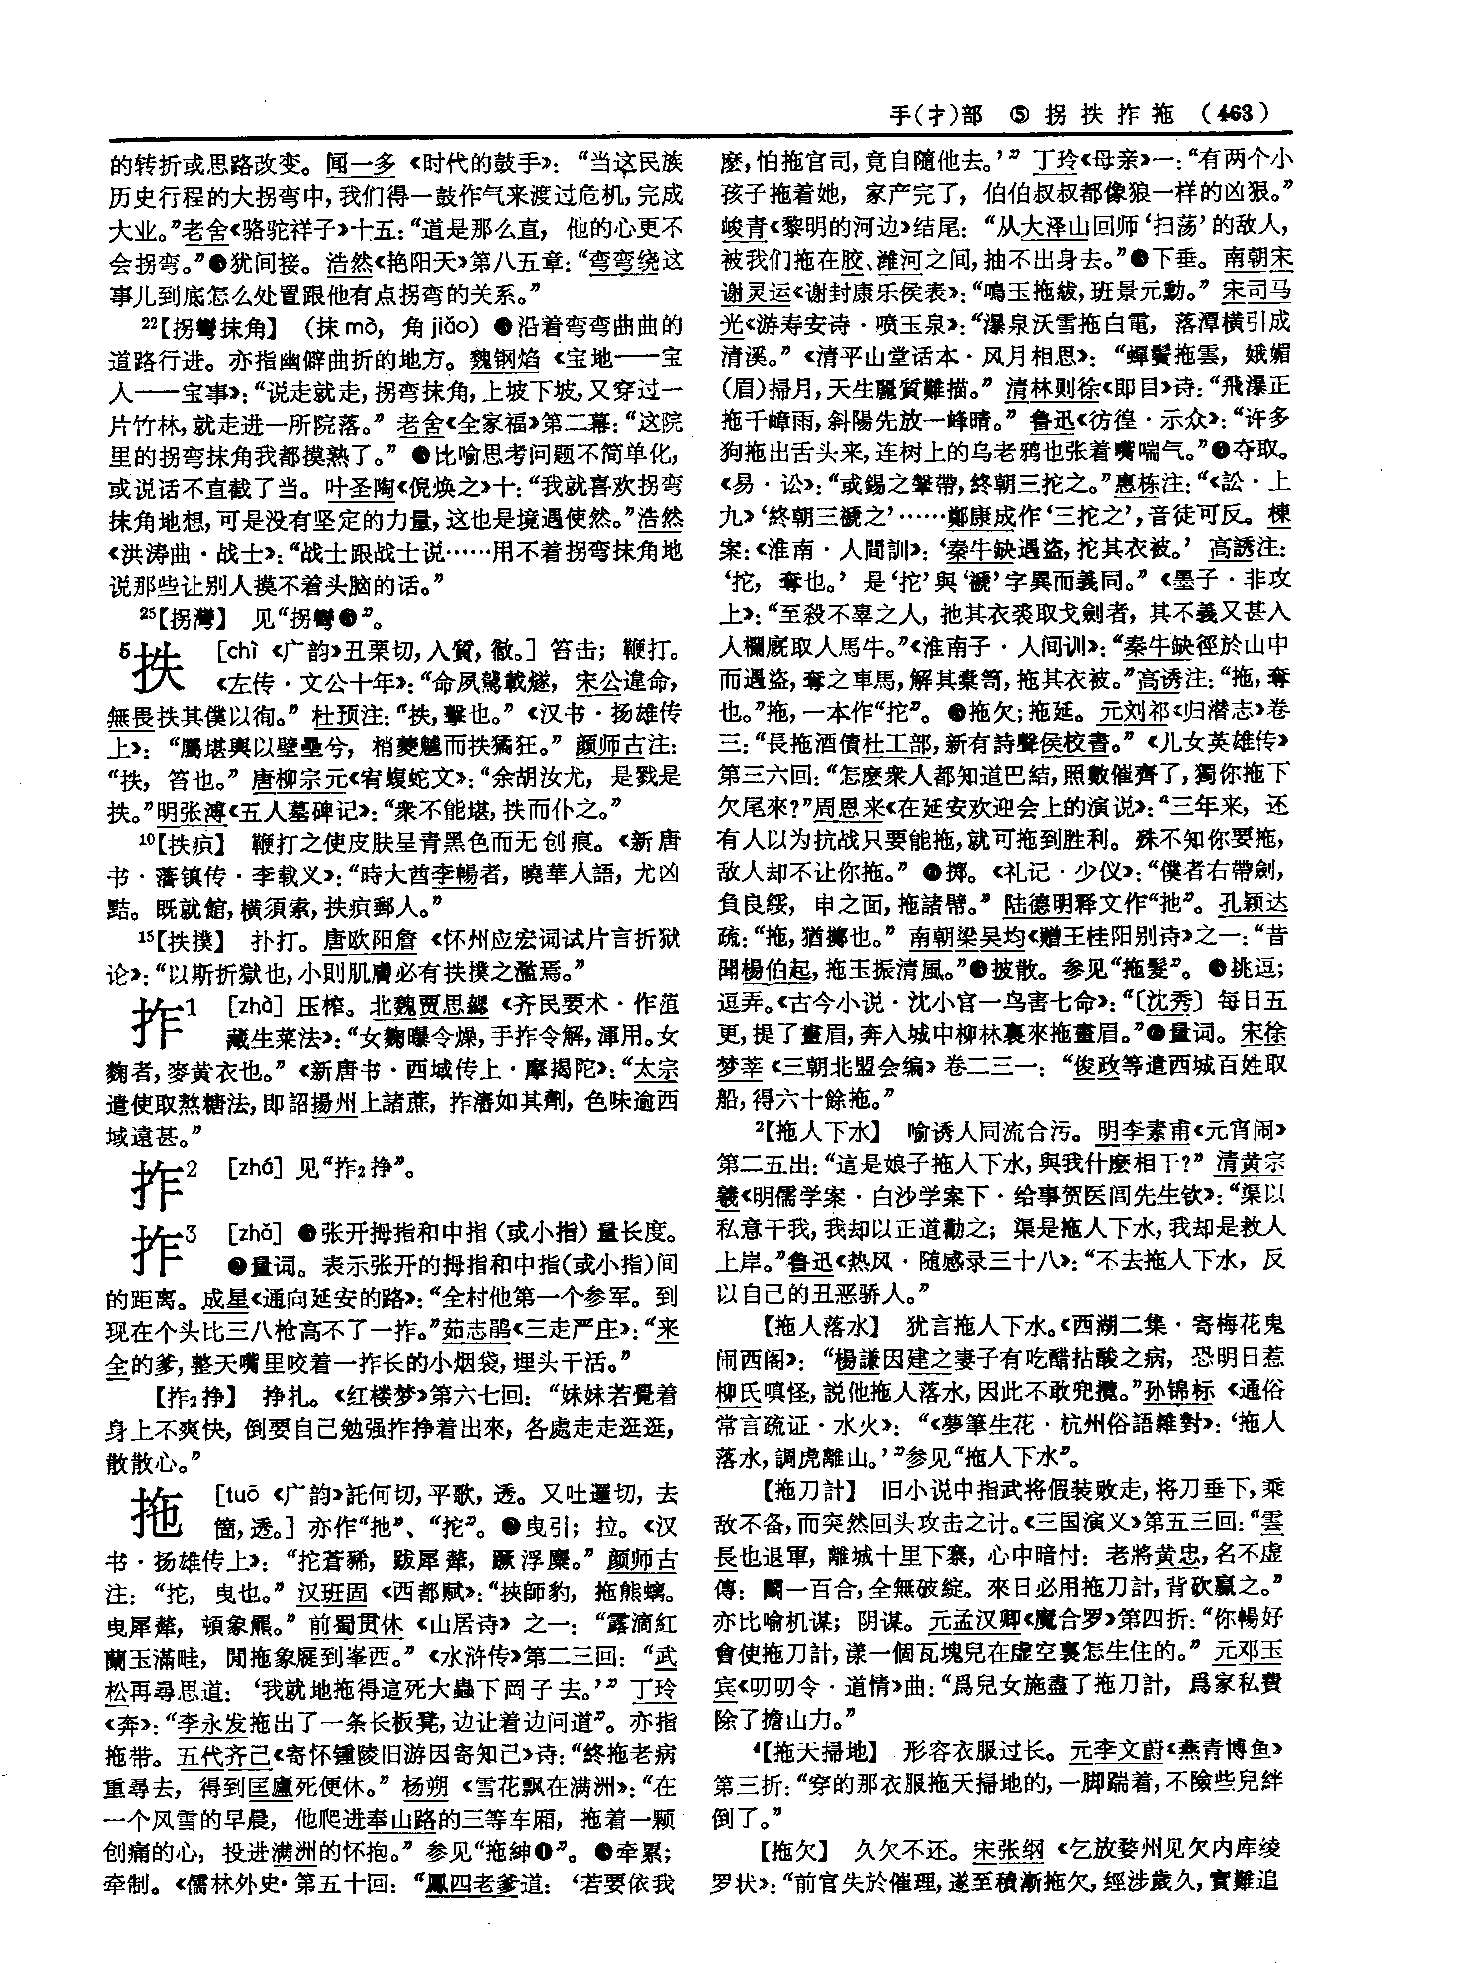 手(扌)部 ⑤ 拐 抶 拃 拖 (463)
的转折或思路改变。闻一多《时代的鼓手》：“当这民族
历史行程的大拐弯中，我们得一鼓作气来渡过危机，完成
大业。”老舍《骆驼祥子》十五：“道是那么直，他的心更不
会拐弯。”❸犹间接。浩然《艳阳天》第八五章：“弯弯绕这
事儿到底怎么处置跟他有点拐弯的关系。”
22【拐彎抹角】（抹mò，角jiǎo）❶沿着弯弯曲曲的
道路行进。亦指幽僻曲折的地方。魏钢焰《宝地——宝
人——宝事》：“说走就走，拐弯抹角，上坡下坡，又穿过一
片竹林，就走进一所院落。”老舍《全家福》第二幕：“这院
里的拐弯抹角我都摸熟了。”❷比喻思考问题不简单化，
或说话不直截了当。叶圣陶《倪焕之》十：“我就喜欢拐弯
抹角地想，可是没有坚定的力量，这也是境遇使然。”浩然
《洪涛曲·战士》：“战士跟战士说……用不着拐弯抹角地
说那些让别人摸不着头脑的话。”
25【拐灣】 见“拐彎❶”。
5抶 [chì《广韵》丑栗切，入質，徹。] 笞击；鞭打。
《左传·文公十年》：“命夙駕載燧，宋公違命，
無畏抶其僕以徇。”杜预注：“抶，擊也。”《汉书·扬雄传
上》：“屬堪輿以壁壘兮，梢夔魖而抶獝狂。”颜师古注：
“抶，笞也。”唐柳宗元《宥蝮蛇文》：“余胡汝尤，是戮是
抶。”明张溥《五人墓碑记》：“衆不能堪，抶而仆之。”
10【抶痏】 鞭打之使皮肤呈青黑色而无创痕。《新唐
书·藩镇传·李载义》：“時大酋李暢者，曉華人語，尤凶
黠。既就館，橫須索，抶痏郵人。”
15【抶撲】 扑打。唐欧阳詹《怀州应宏词试片言折狱
论》：“以斯折獄也，小則肌膚必有抶撲之濫焉。”
拃1 [zhà] 压榨。北魏贾思勰《齐民要术·作菹
藏生菜法》：“女麴曝令燥，手拃令解，渾用。女
麴者，麥黄衣也。”《新唐书·西域传上·摩揭陀》：“太宗
遣使取熬糖法，即詔揚州上諸蔗，拃瀋如其劑，色味逾西
域遠甚。”
拃2 [zhá] 见“拃2挣”。
拃3 [zhǎ] ❶张开拇指和中指（或小指）量长度。
❷量词。表示张开的拇指和中指（或小指）间
的距离。成星《通向延安的路》：“全村他第一个参军。到
现在个头比三八枪高不了一拃。”茹志鹃《三走严庄》：“来
全的爹，整天嘴里咬着一拃长的小烟袋，埋头干活。”
【拃2挣】 挣扎。《红楼梦》第六七回：“妹妹若覺着
身上不爽快，倒要自己勉强拃挣着出來，各處走走逛逛，
散散心。”
拖 [tuō《广韵》託何切，平歌，透。又吐邏切，去
箇，透。] 亦作“扡”、“拕”。❶曳引；拉。《汉
书·扬雄传上》：“拕蒼豨，跋犀犛，蹶浮麋。”颜师古
注：“拕，曳也。”汉班固《西都赋》：“挾師豹，拖熊螭。
曳犀犛，頓象羆。”前蜀贯休《山居诗》之一：“露滴紅
蘭玉滿畦，閒拖象屣到峯西。”《水浒传》第二三回：“武
松再尋思道：‘我就地拖得這死大蟲下岡子去。’”丁玲
《奔》：“李永发拖出了一条长板凳，边让着边问道”。亦指
拖带。五代齐己《寄怀锺陵旧游因寄知己》诗：“終拖老病
重尋去，得到匡廬死便休。”杨朔《雪花飘在满洲》：“在
一个风雪的早晨，他爬进奉山路的三等车厢，拖着一颗
创痛的心，投进满洲的怀抱。”参见“拖紳❶”。❷牵累；
牵制。《儒林外史·第五十回：“鳳四老爹道：‘若要依我
麽，怕拖官司，竟自隨他去。’”丁玲《母亲》一：“有两个小
孩子拖着她，家产完了，伯伯叔叔都像狼一样的凶狠。”
峻青《黎明的河边》结尾：“从大泽山回师‘扫荡’的敌人，
被我们拖在胶、潍河之间，抽不出身去。”❸下垂。南朝宋
谢灵运《谢封康乐侯表》：“鳴玉拖紱，班景元勳。”宋司马
光《游寿安诗·喷玉泉》：“瀑泉沃雪拖白電，落潭横引成
清溪。”《清平山堂话本·风月相思》：“蟬鬢拖雲，娥媚
（眉）掃月，天生麗質難描。”清林则徐《即目》诗：“飛瀑正
拖千嶂雨，斜陽先放一峰晴。”鲁迅《彷徨·示众》：“许多
狗拖出舌头来，连树上的乌老鸦也张着嘴喘气。”❹夺取。
《易·讼》：“或錫之鞶帶，終朝三拕之。”惠栋注：“《訟·上
九》‘終朝三褫之’……鄭康成作‘三拕之’，音徒可反。棟
案：《淮南·人間訓》：‘秦牛缺遇盜，拕其衣被。’高誘注：
‘拕，奪也。’是‘拕’與‘褫’字異而義同。”《墨子·非攻
上》：“至殺不辜之人，扡其衣裘取戈劍者，其不義又甚入
人欄廐取人馬牛。”《淮南子·人间训》：“秦牛缺徑於山中
而遇盜，奪之車馬，解其橐笥，拖其衣被。”高诱注：“拖，奪
也。”拖，一本作“拕”。❺拖欠；拖延。元刘祁《归潜志》卷
三：“長拖酒債杜工部，新有詩聲侯校書。”《儿女英雄传》
第三六回：“怎麽衆人都知道巴結，照數催齊了，獨你拖下
欠尾來？”周恩来《在延安欢迎会上的演说》：“三年来，还
有人以为抗战只要能拖，就可拖到胜利。殊不知你要拖，
敌人却不让你拖。”❻掷。《礼记·少仪》：“僕者右帶劍，
負良綏，申之面，拖諸幦。”陆德明释文作“扡”。孔颖达
疏：“拖，猶擲也。”南朝梁吴均《赠王桂阳别诗》之一：“昔
聞楊伯起，拖玉振清風。”❼披散。参见“拖髮”。❽挑逗；
逗弄。《古今小说·沈小官一鸟害七命》：“〔沈秀〕每日五
更，提了畫眉，奔入城中柳林裏來拖畫眉。”❾量词。宋徐
梦莘《三朝北盟会编》卷二三一：“俊政等遣西城百姓取
船，得六十餘拖。”
2【拖人下水】 喻诱人同流合污。明李素甫《元宵闹》
第二五出：“這是娘子拖人下水，與我什麽相干？”清黄宗
羲《明儒学案·白沙学案下·给事贺医闾先生钦》：“渠以
私意干我，我却以正道勸之；渠是拖人下水，我却是救人
上岸。”鲁迅《热风·随感录三十八》：“不去拖人下水，反
以自己的丑恶骄人。”
【拖人落水】 犹言拖人下水。《西湖二集·寄梅花鬼
闹西阁》：“楊謙因建之妻子有吃醋拈酸之病，恐明日惹
柳氏嗔怪，説他拖人落水，因此不敢兜攬。”孙锦标《通俗
常言疏证·水火》：“《夢筆生花·杭州俗語雜對》：‘拖人
落水，調虎離山。’”参见“拖人下水”。
【拖刀計】 旧小说中指武将假装败走，将刀垂下，乘
敌不备，而突然回头攻击之计。《三国演义》第五三回：“雲
長也退軍，離城十里下寨，心中暗忖：老將黄忠，名不虚
傳：鬭一百合，全無破綻。來日必用拖刀計，背砍贏之。”
亦比喻机谋；阴谋。元孟汉卿《魔合罗》第四折：“你暢好
會使拖刀計，漾一個瓦塊兒在虚空裏怎生住的。”元邓玉
宾《叨叨令·道情》曲：“爲兒女施盡了拖刀計，爲家私費
除了擔山力。”
4【拖天掃地】 形容衣服过长。元李文蔚《燕青博鱼》
第三折：“穿的那衣服拖天掃地的，一脚踹着，不險些兒絆
倒了。”
【拖欠】 久欠不还。宋张纲《乞放婺州见欠内库绫
罗状》：“前官失於催理，遂至積漸拖欠，經涉歲久，實難追